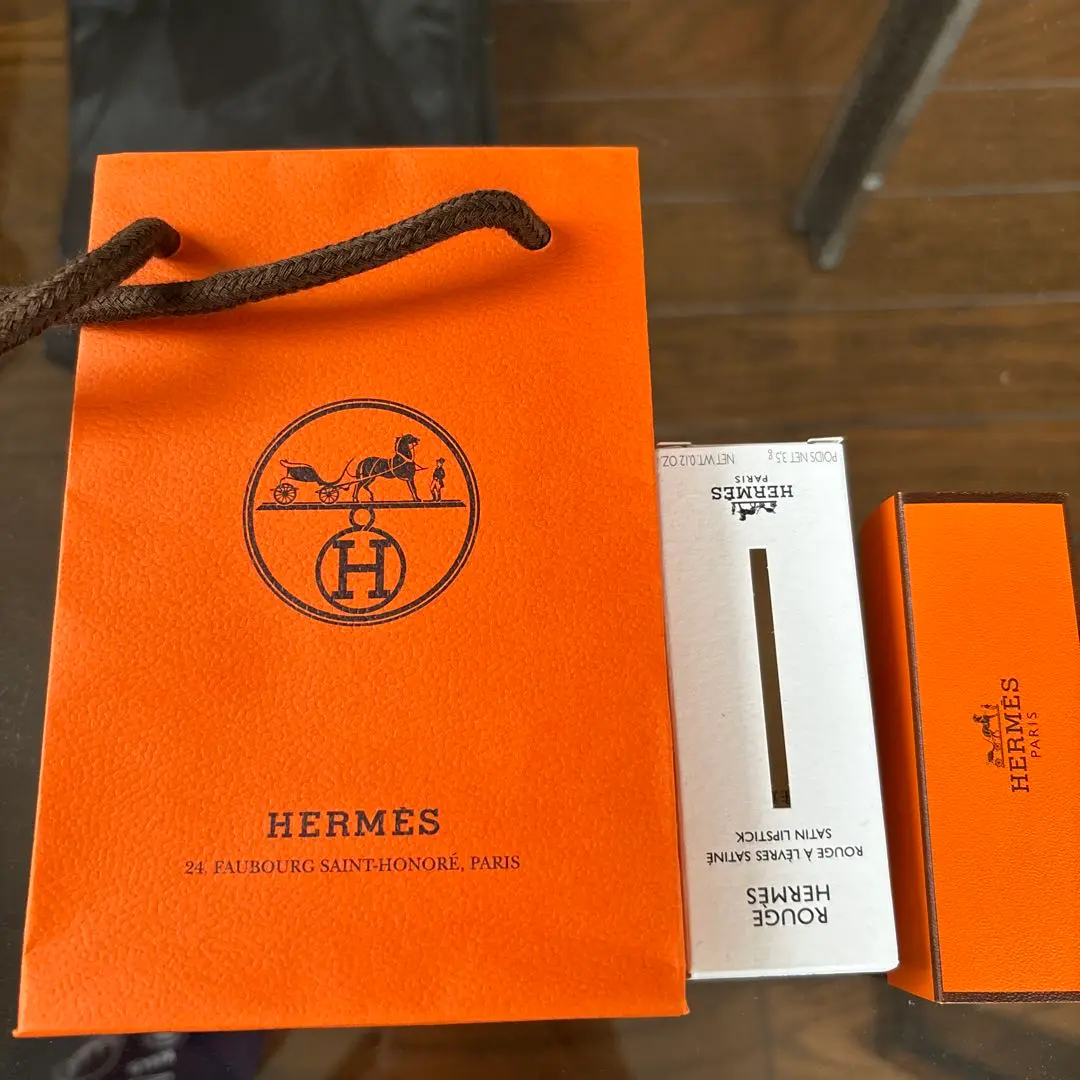 H
HERMÈS
24, FAUBOURG SAINT-HONORÉ, PARIS
ROUGE
HERMÈS
ROUGE À LÈVRES SATINÉ
SATIN LIPSTICK
HERMÈS
PARIS
POIDS NET 3.5 g NET WT. 0.12 OZ.
HERMÈS
PARIS